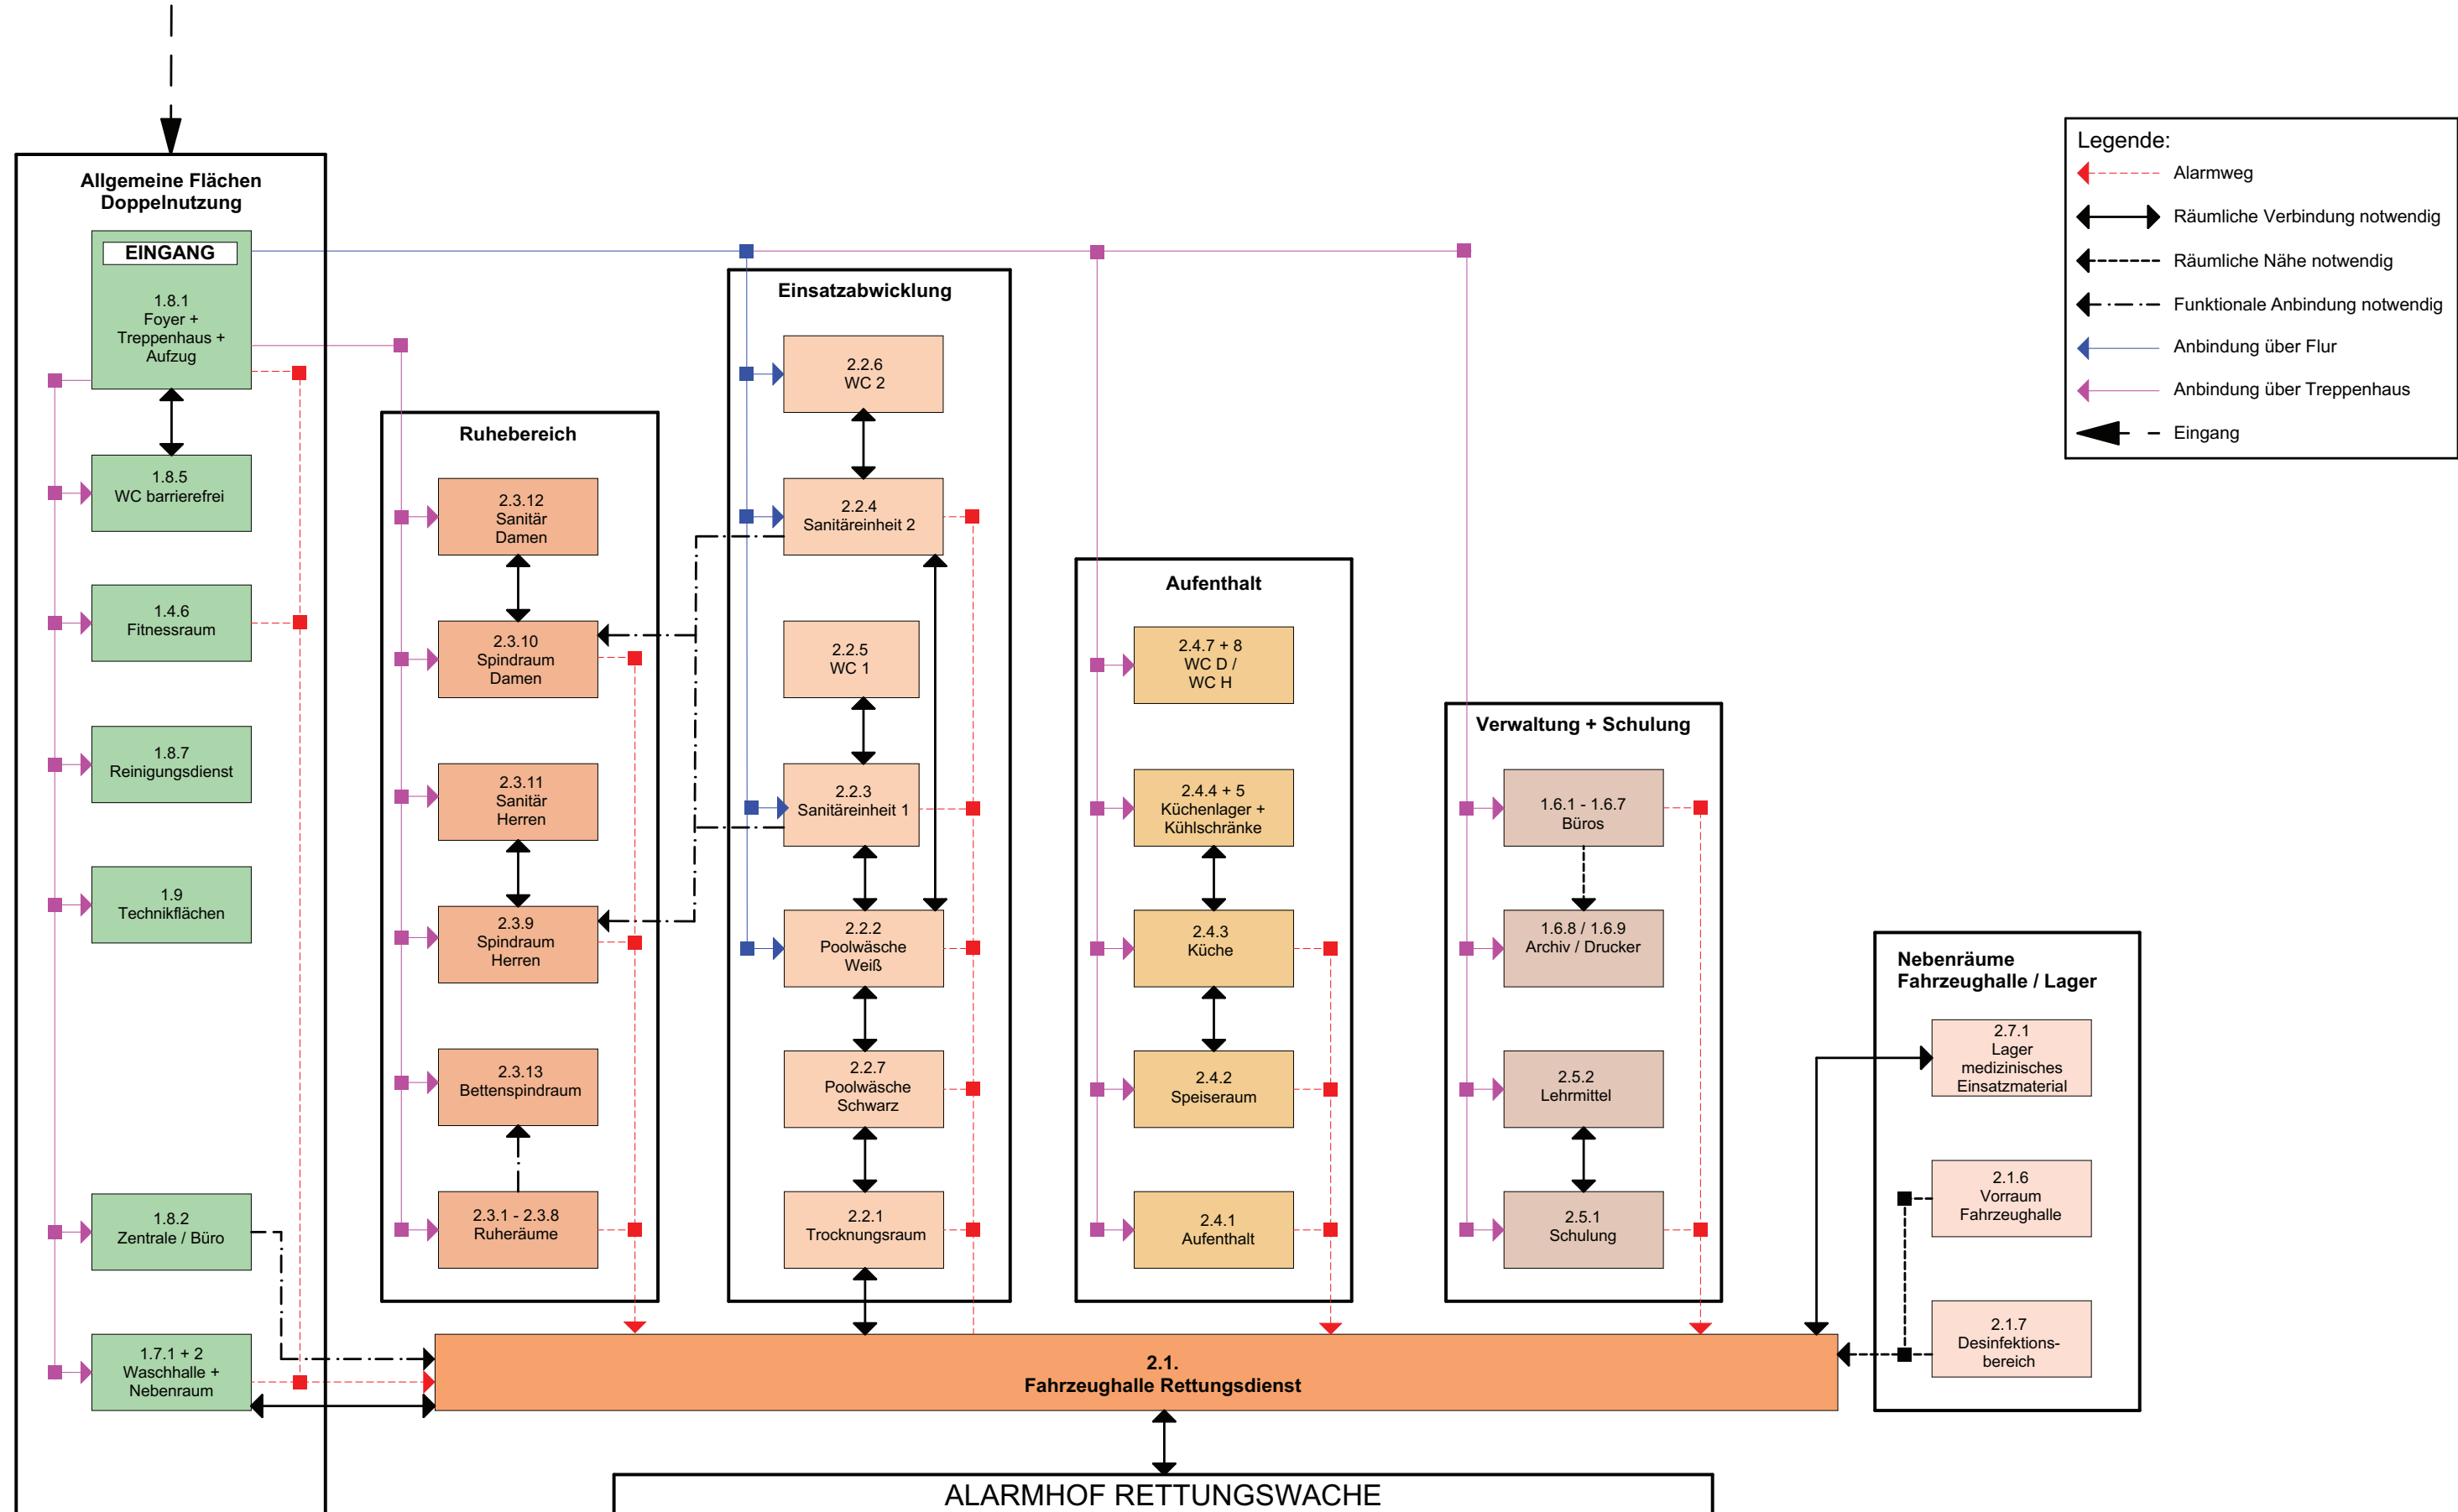 Allgemeine Flächen
Doppelnutzung
EINGANG
1.8.1
Foyer +
Treppenhaus +
Aufzug
1.8.5
WC barrierefrei
1.4.6
Fitnessraum
1.8.7
Reinigungsdienst
1.9
Technikflächen
1.8.2
Zentrale / Büro
1.7.1 + 2
Waschhalle +
Nebenraum
Ruhebereich
2.3.12
Sanitär
Damen
2.3.10
Spindraum
Damen
2.3.11
Sanitär
Herren
2.3.9
Spindraum
Herren
2.3.13
Bettenspindraum
2.3.1 - 2.3.8
Ruheräume
Einsatzabwicklung
2.2.6
WC 2
2.2.4
Sanitäreinheit 2
2.2.5
WC 1
2.2.3
Sanitäreinheit 1
2.2.2
Poolwäsche
Weiß
2.2.7
Poolwäsche
Schwarz
2.2.1
Trocknungsraum
Aufenthalt
2.4.7 + 8
WC D /
WC H
2.4.4 + 5
Küchenlager +
Kühlschränke
2.4.3
Küche
2.4.2
Speiseraum
2.4.1
Aufenthalt
Verwaltung + Schulung
1.6.1 - 1.6.7
Büros
1.6.8 / 1.6.9
Archiv / Drucker
2.5.2
Lehrmittel
2.5.1
Schulung
Nebenräume
Fahrzeughalle / Lager
2.7.1
Lager
medizinisches
Einsatzmaterial
2.1.6
Vorraum
Fahrzeughalle
2.1.7
Desinfektions-
bereich
2.1.
Fahrzeughalle Rettungsdienst
ALARMHOF RETTUNGSWACHE
Legende:
Alarmweg
Räumliche Verbindung notwendig
Räumliche Nähe notwendig
Funktionale Anbindung notwendig
Anbindung über Flur
Anbindung über Treppenhaus
Eingang